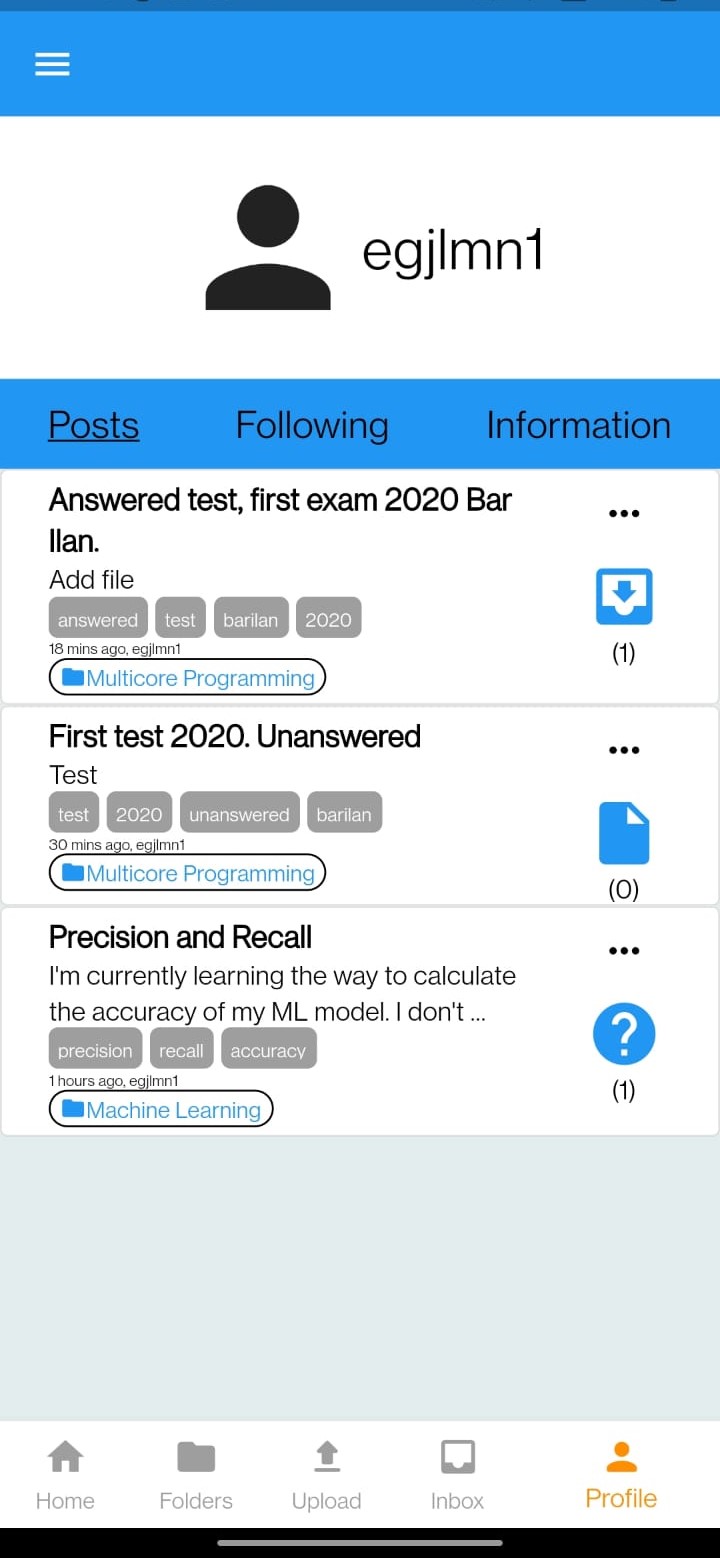 egjlmn1
Posts Following Information
Answered test, first exam 2020 Bar
Ilan.
Add file
answered test barilan 2020
18 mins ago, egjlmn1
Multicore Programming
(1)
First test 2020. Unanswered
Test
test 2020 unanswered barilan
30 mins ago, egjlmn1
Multicore Programming
(0)
Precision and Recall
I'm currently learning the way to calculate
the accuracy of my ML model. I don't ...
precision recall accuracy
1 hours ago, egjlmn1
Machine Learning
?
(1)
Home Folders Upload Inbox Profile